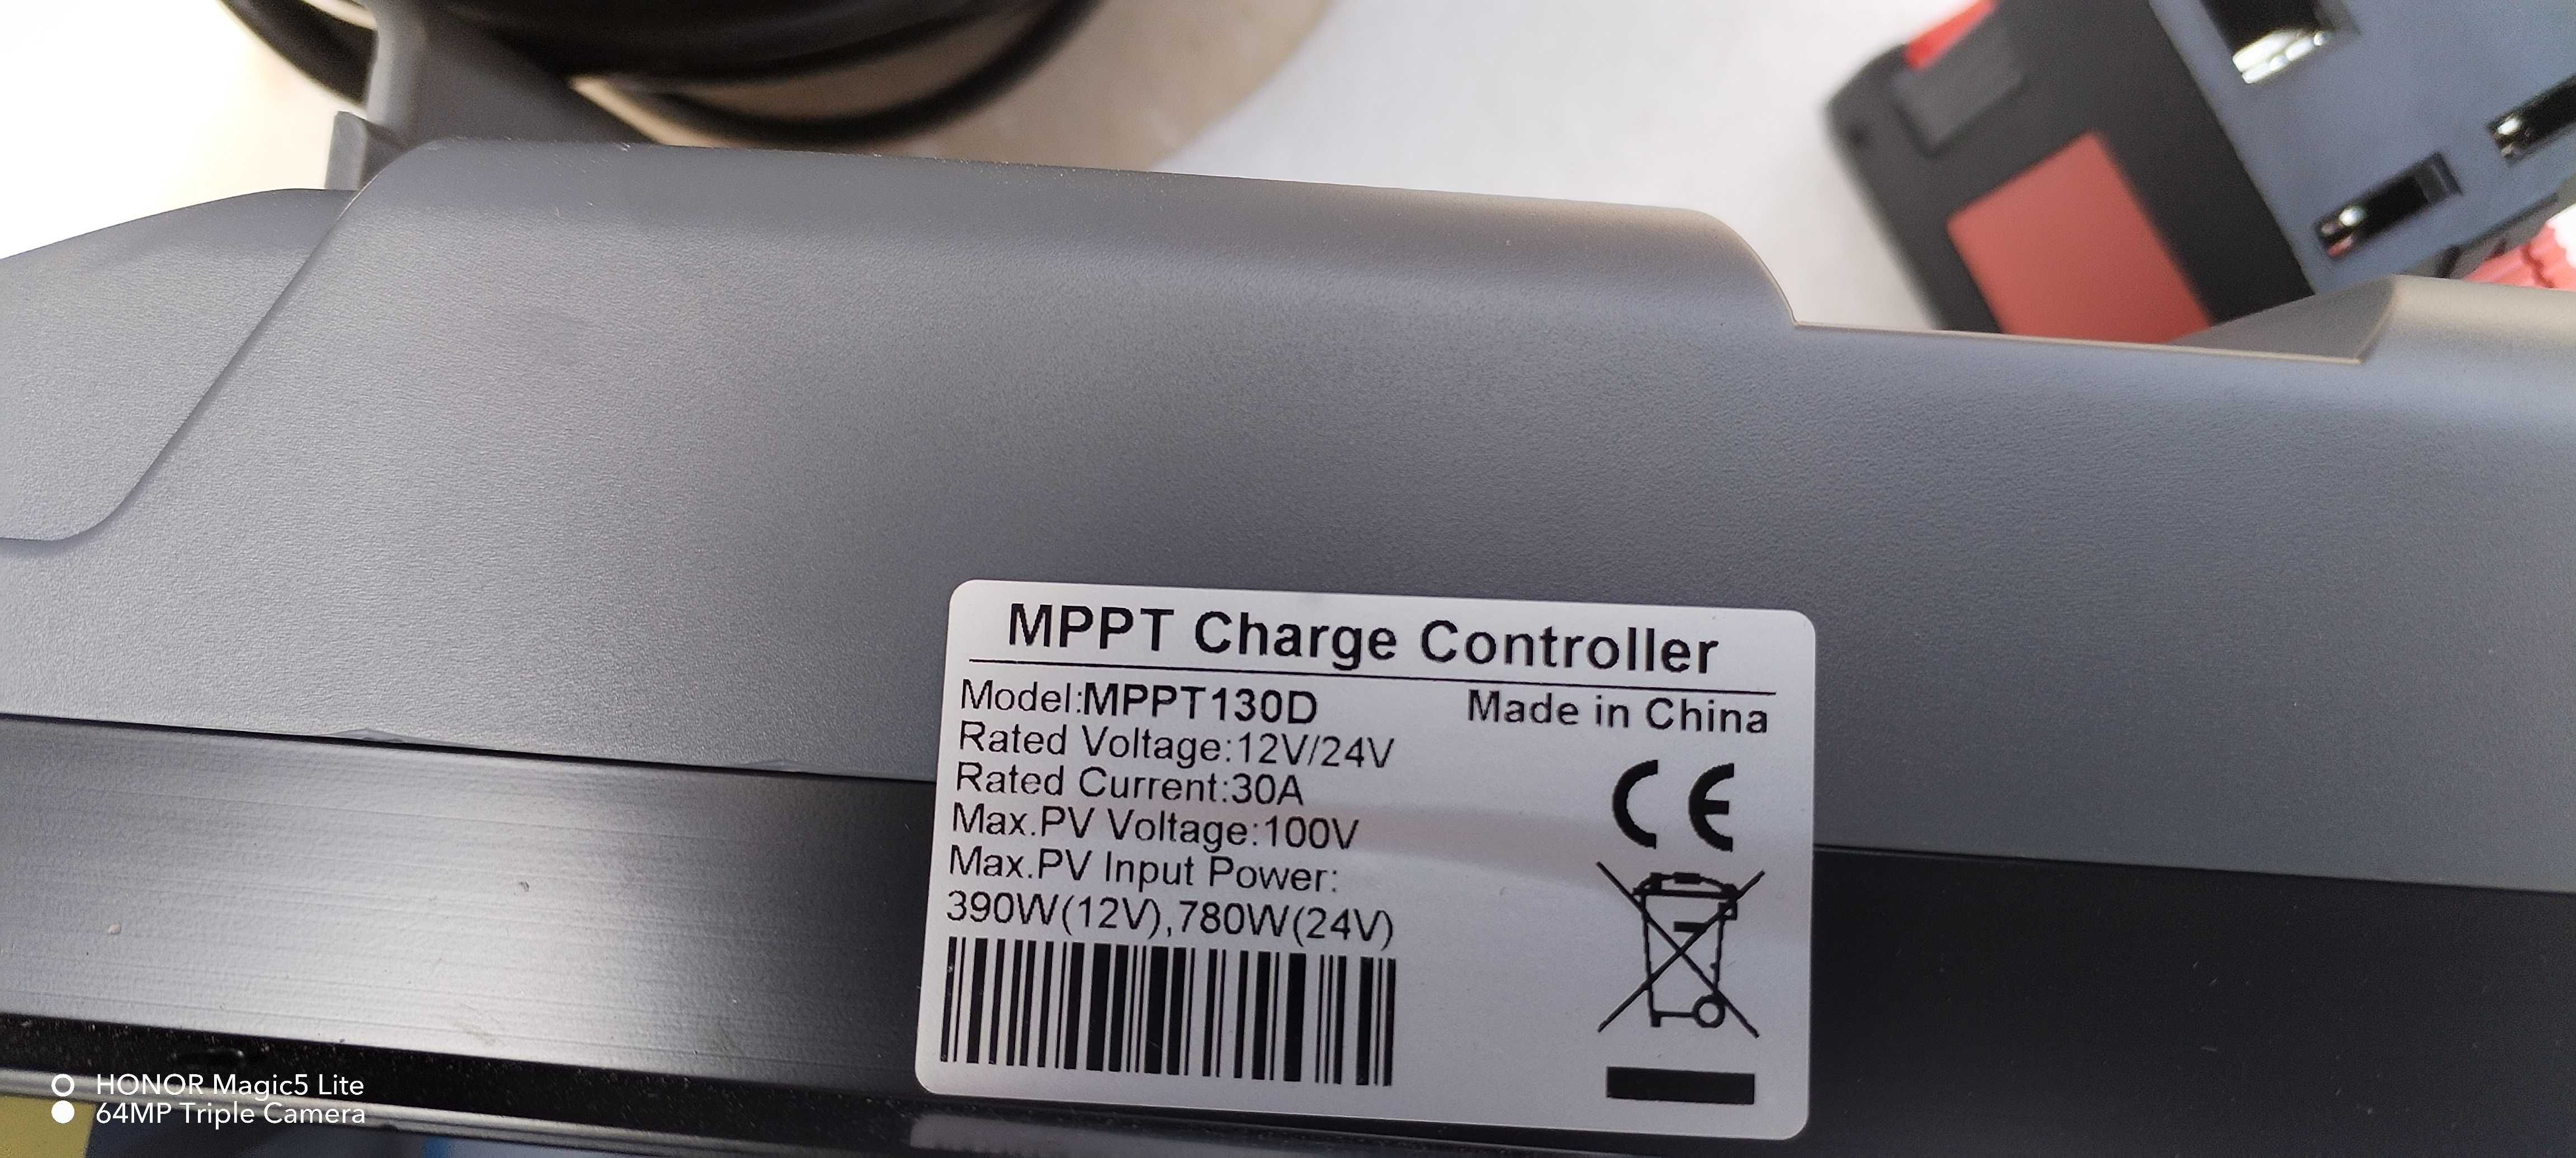 MPPT Charge Controller
Model:MPPT130D Made in China
Rated Voltage:12V/24V
Rated Current:30A
Max.PV Voltage:100V
Max.PV Input Power:
390W(12V),780W(24V)
CE
HONOR Magic5 Lite
64MP Triple Camera